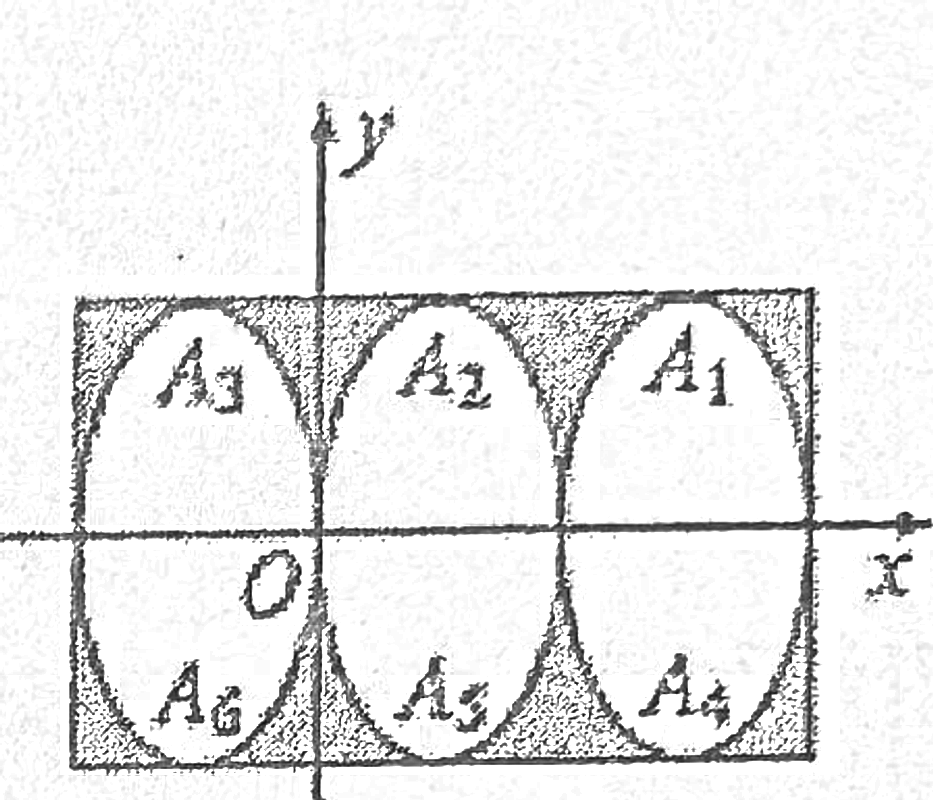 y
A₃ A₂ A₁
O x
A₆ A₅ A₄